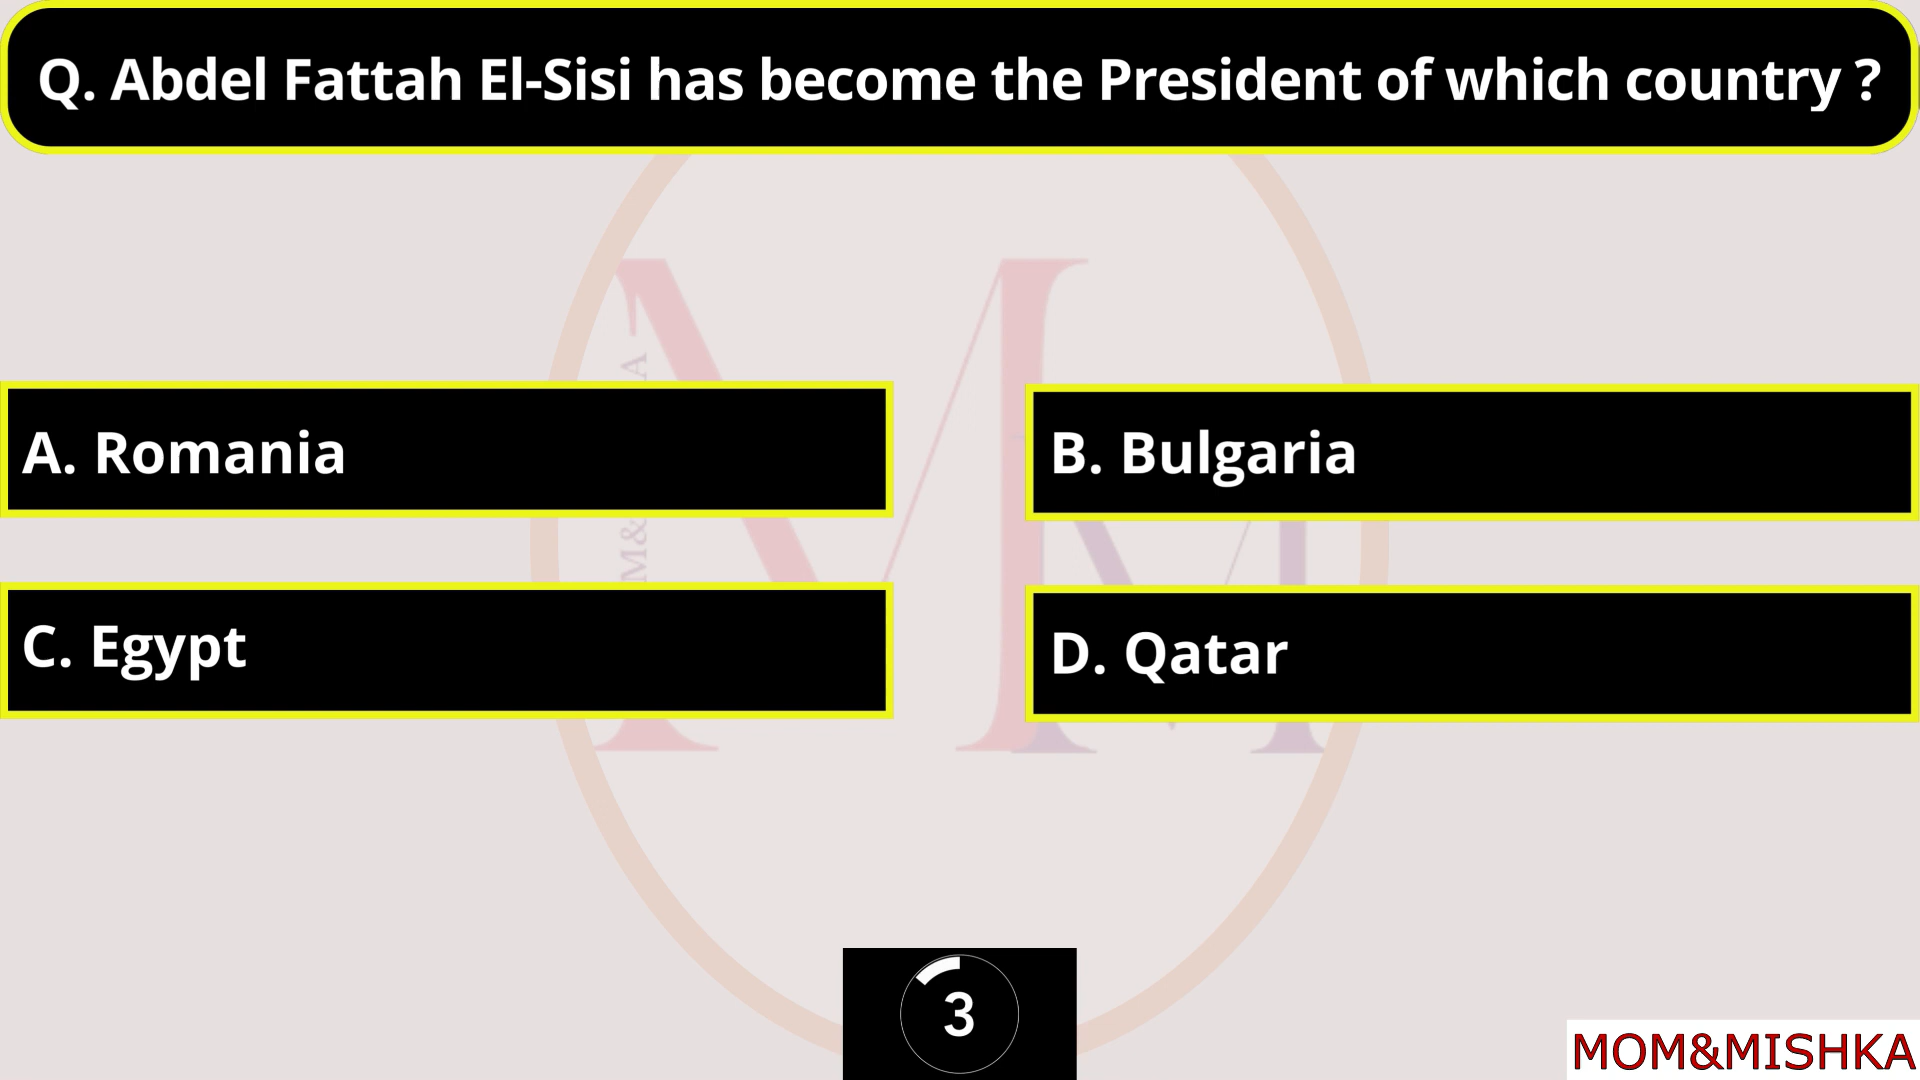 Q. Abdel Fattah El-Sisi has become the President of which country ?
A. Romania
B. Bulgaria
C. Egypt
D. Qatar
M&
A
3
MOM&MISHKA